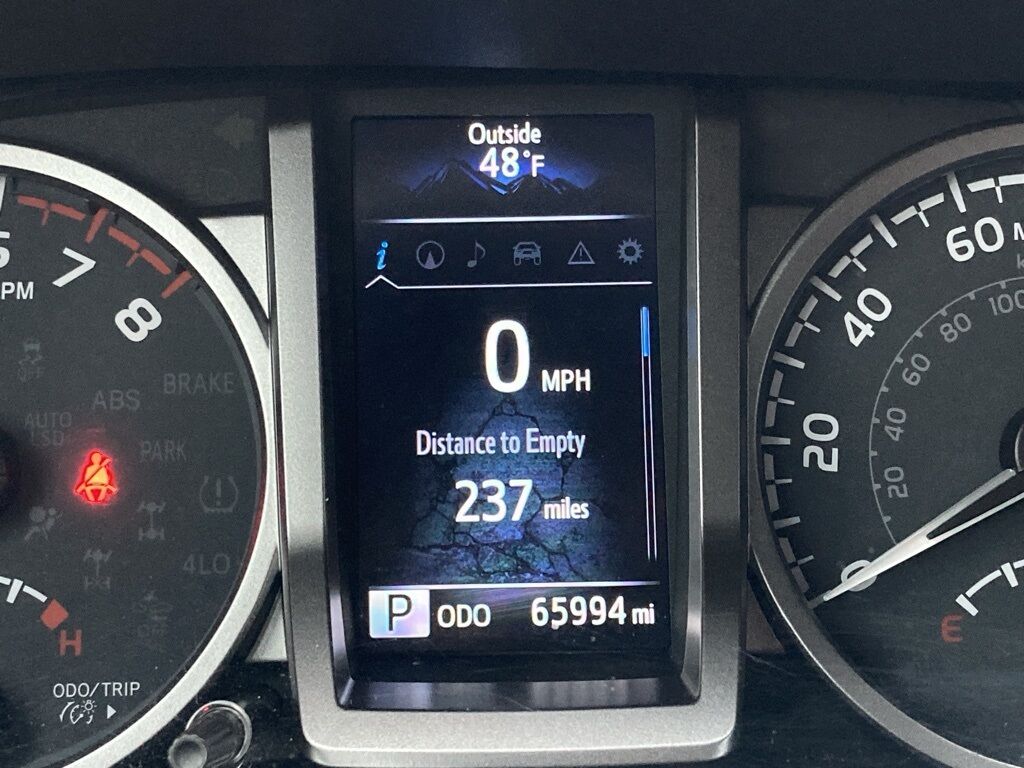 Outside
48°F
i
0 MPH
Distance to Empty
237 miles
P ODO 65994 mi
7
8
PM
BRAKE
ABS
AUTO
LSD
PARK
4LO
H
ODO/TRIP
60
40
20
0
100
80
60
40
20
E